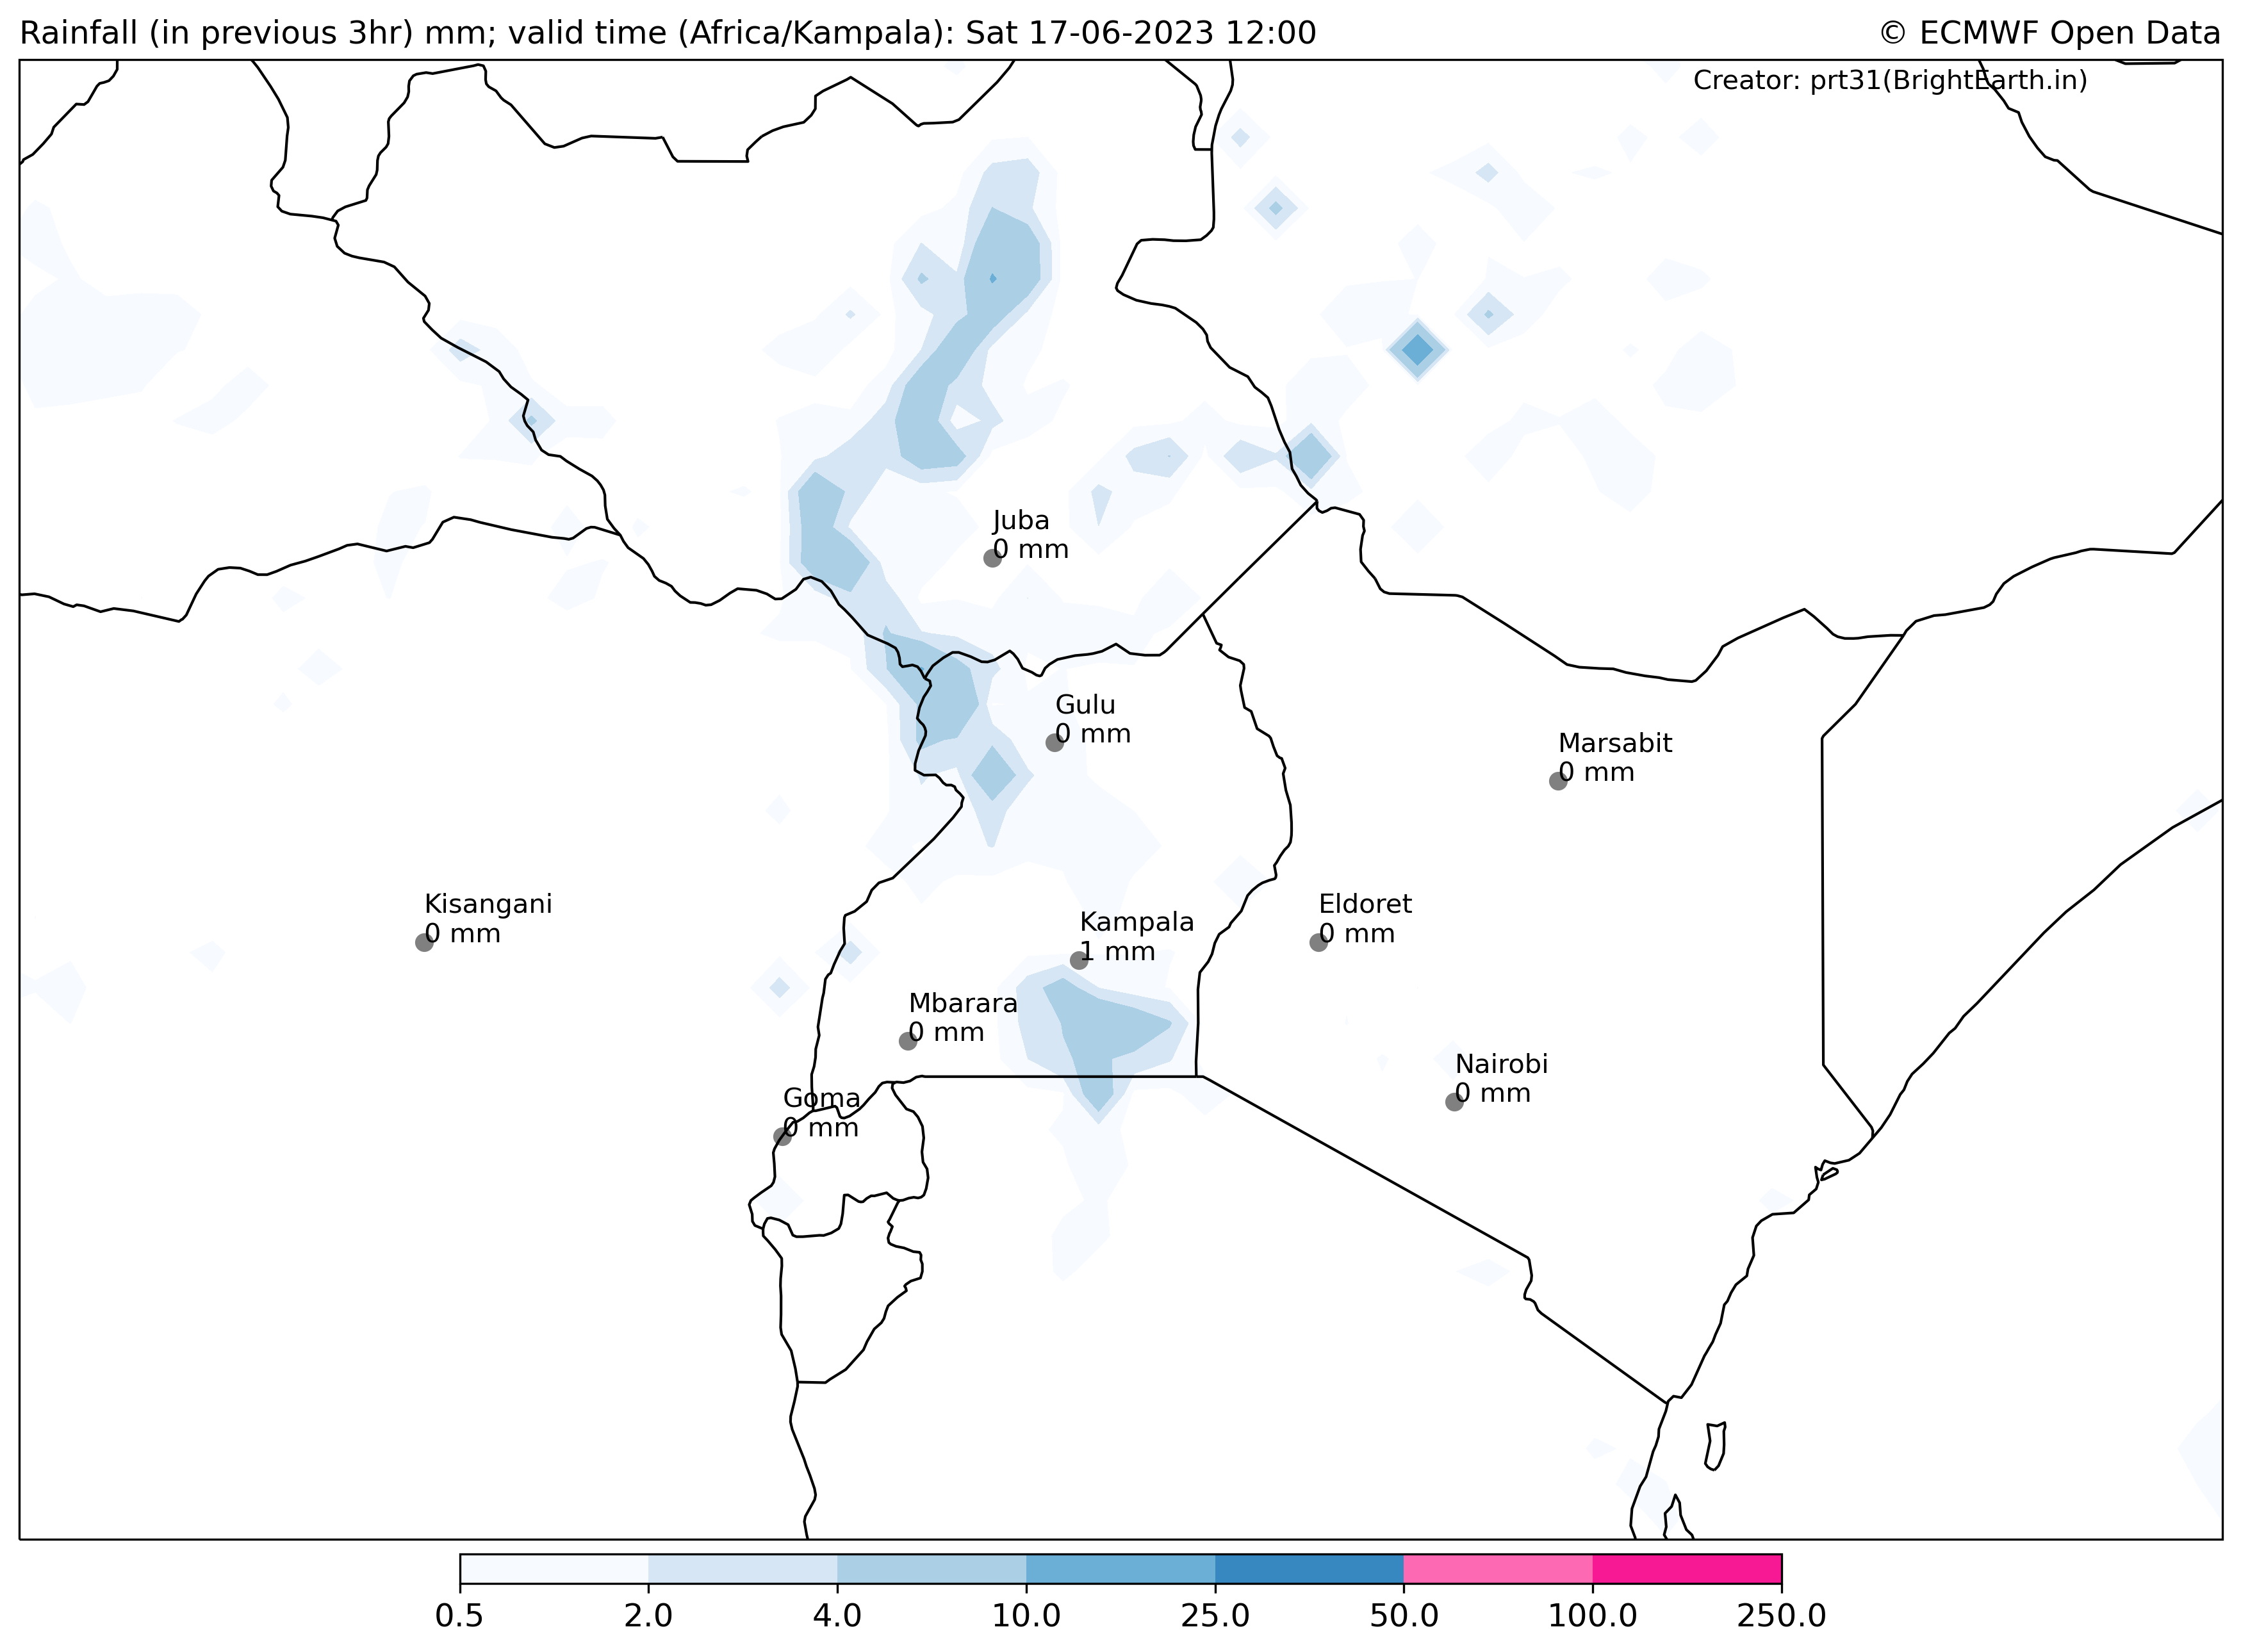 Rainfall (in previous 3hr) mm; valid time (Africa/Kampala): Sat 17-06-2023 12:00
© ECMWF Open Data
Creator: prt31(BrightEarth.in)
Juba
0 mm
Gulu
0 mm
Marsabit
0 mm
Kisangani
0 mm
Kampala
1 mm
Eldoret
0 mm
Mbarara
0 mm
Nairobi
0 mm
Goma
0 mm
0.5 2.0 4.0 10.0 25.0 50.0 100.0 250.0